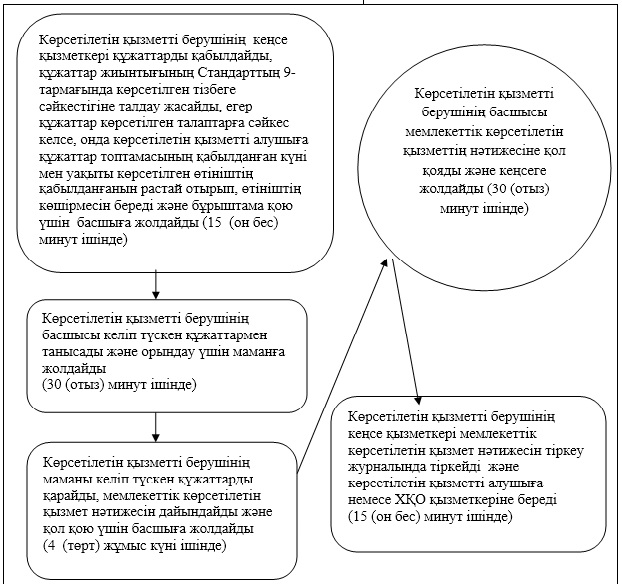 Көрсетілетін қызметті берушінің кеңсе
қызметкері құжаттарды қабылдайды,
құжаттар жиынтығының Стандарттың 9-
тармағында көрсетілген тізбеге
сәйкестігіне талдау жасайды, егер
құжаттар көрсетілген талаптарға сәйкес
келсе, онда көрсетілетін қызметті алушыға
құжаттар топтамасының қабылданған күні
мен уақыты көрсетілген өтініштің
қабылданғанын растай отырып, өтініштің
көшірмесін береді және бұрыштама қою
үшін басшыға жолдайды (15 (он бес)
минут ішінде)
Көрсетілетін қызметті берушінің
басшысы келіп түскен құжаттармен
танысады және орындау үшін маманға
жолдайды
(30 (отыз) минут ішінде)
Көрсетілетін қызметті берушінің
маманы келіп түскен құжаттарды
қарайды, мемлекеттік көрсетілетін
қызмет нәтижесін дайындайды және
қол қою үшін басшыға жолдайды
(4 (төрт) жұмыс күні ішінде)
Көрсетілетін қызметті
берушінің басшысы
мемлекеттік көрсетілетін
қызметтің нәтижесіне қол
қояды және кеңсеге
жолдайды (30 (отыз)
минут ішінде)
Көрсетілетін қызметті берушінің
кеңсе қызметкері мемлекеттік
көрсетілетін қызмет нәтижесін тіркеу
журналында тіркейді және
көрсетілетін қызметті алушыға
немесе ХҚО қызметкеріне береді
(15 (он бес) минут ішінде)